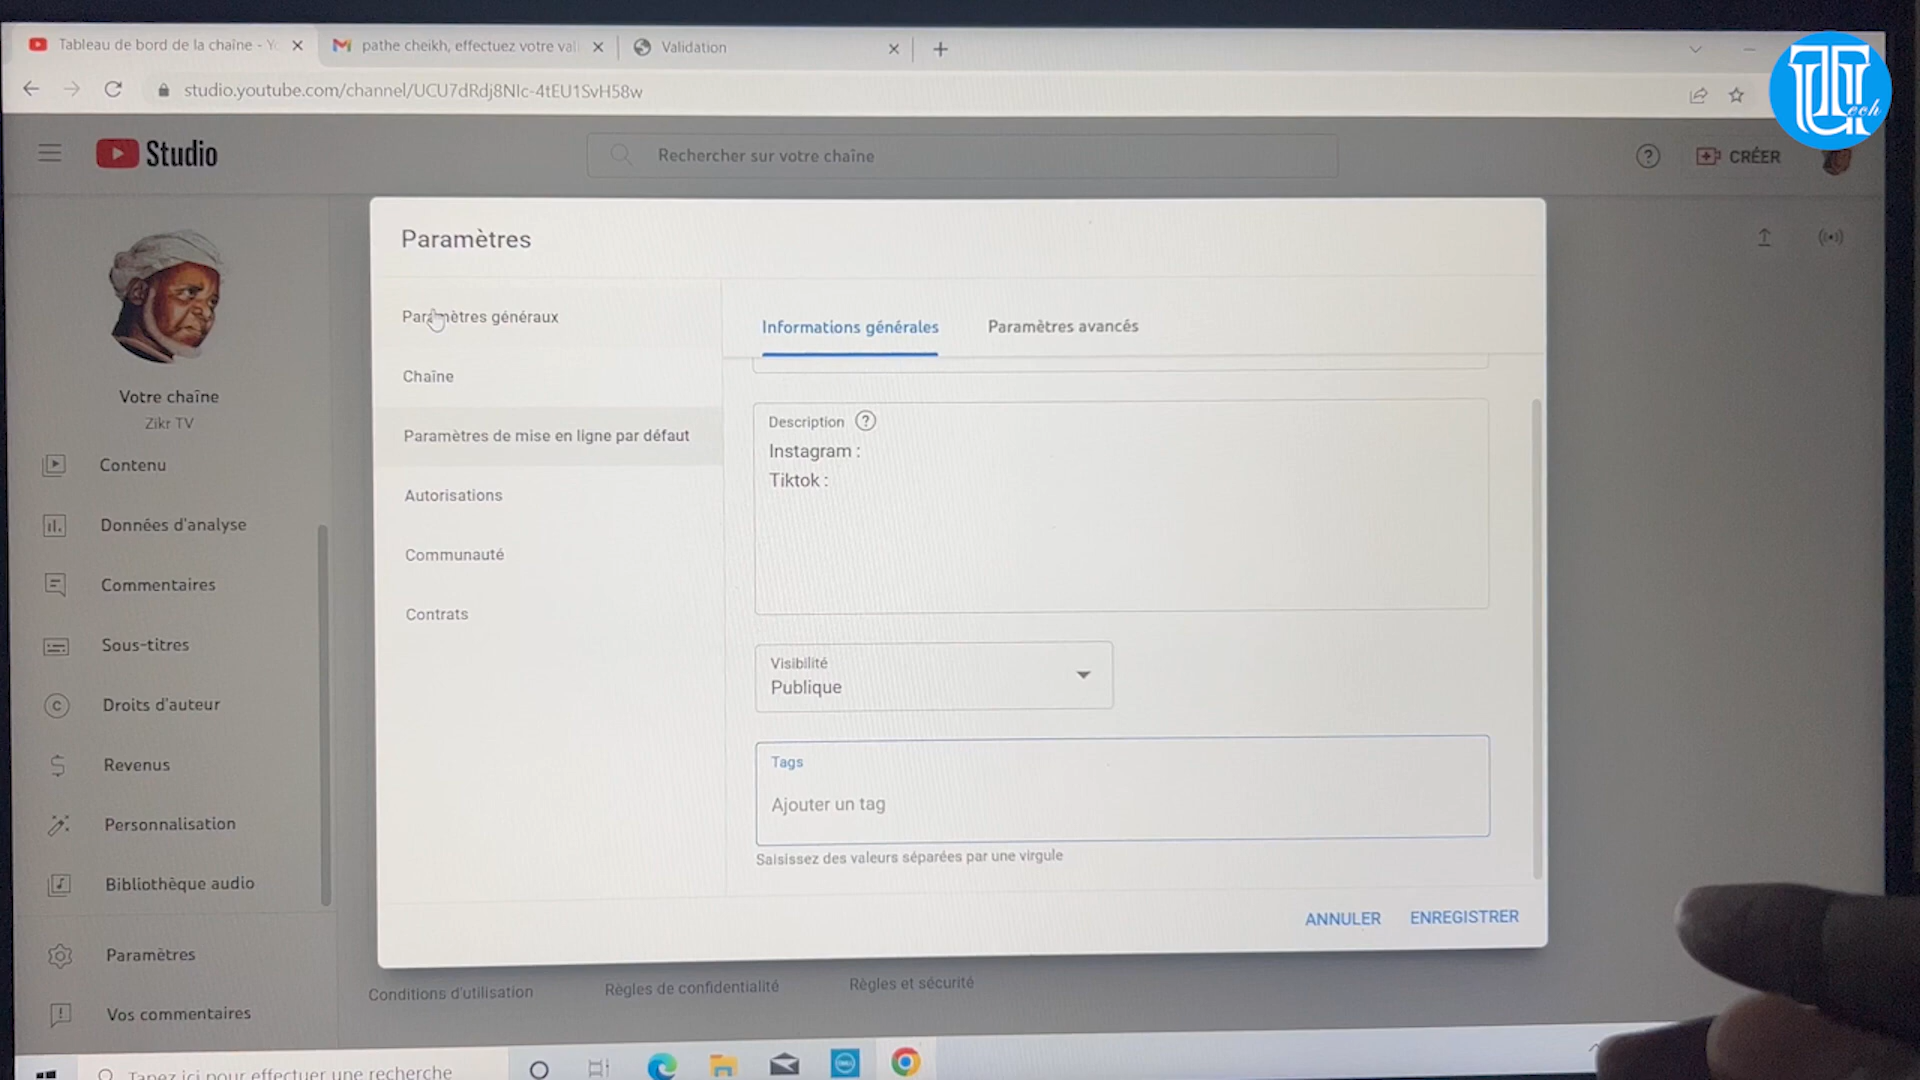 Tableau de bord de la chaîne - Yo
pathe cheikh, effectuez votre vali
Validation
studio.youtube.com/channel/UCU7dRdj8NIc-4tEU1SvH58w
Studio
Rechercher sur votre chaîne
CRÉER
Tech
Votre chaîne
Zikr TV
Contenu
Données d'analyse
Commentaires
Sous-titres
Droits d'auteur
Revenus
Personnalisation
Bibliothèque audio
Paramètres
Vos commentaires
Paramètres
Paramètres généraux
Chaîne
Paramètres de mise en ligne par défaut
Autorisations
Communauté
Contrats
Informations générales
Paramètres avancés
Description
Instagram :
Tiktok :
Visibilité
Publique
Tags
Ajouter un tag
Saisissez des valeurs séparées par une virgule
ANNULER
ENREGISTRER
Conditions d'utilisation
Règles de confidentialité
Règles et sécurité
Tapez ici pour effectuer une recherche
DELL